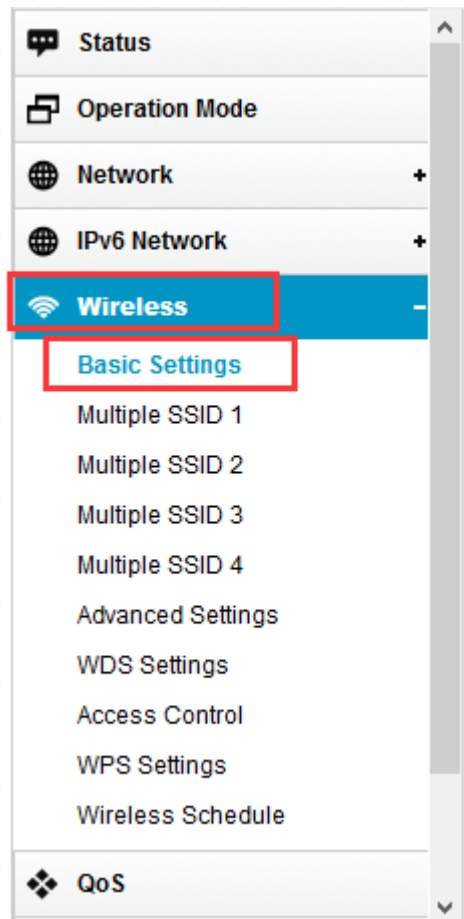 Status
Operation Mode
Network +
IPv6 Network +
Wireless -
Basic Settings
Multiple SSID 1
Multiple SSID 2
Multiple SSID 3
Multiple SSID 4
Advanced Settings
WDS Settings
Access Control
WPS Settings
Wireless Schedule
QoS